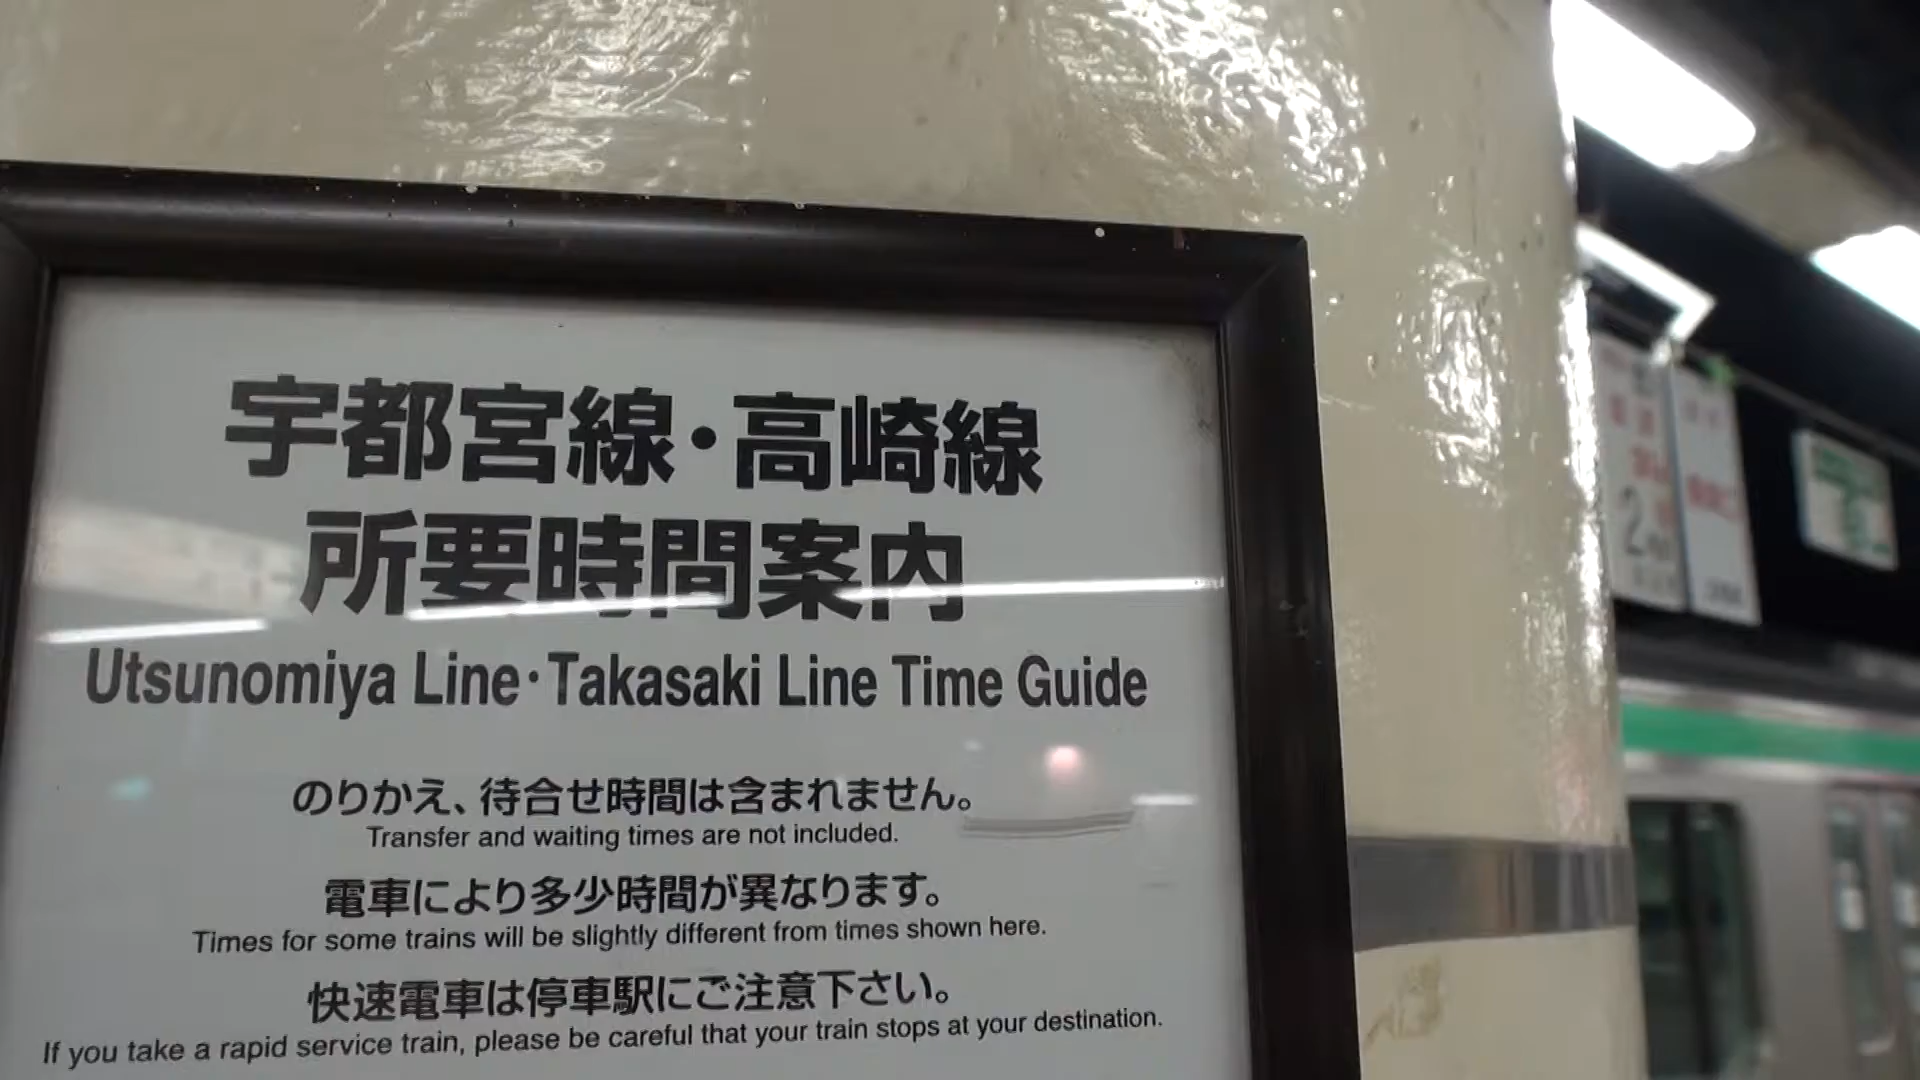 宇都宮線・高崎線
所要時間案内
Utsunomiya Line・Takasaki Line Time Guide
のりかえ、待合せ時間は含まれません。
Transfer and waiting times are not included.
電車により多少時間が異なります。
Times for some trains will be slightly different from times shown here.
快速電車は停車駅にご注意下さい。
If you take a rapid service train, please be careful that your train stops at your destination.
2